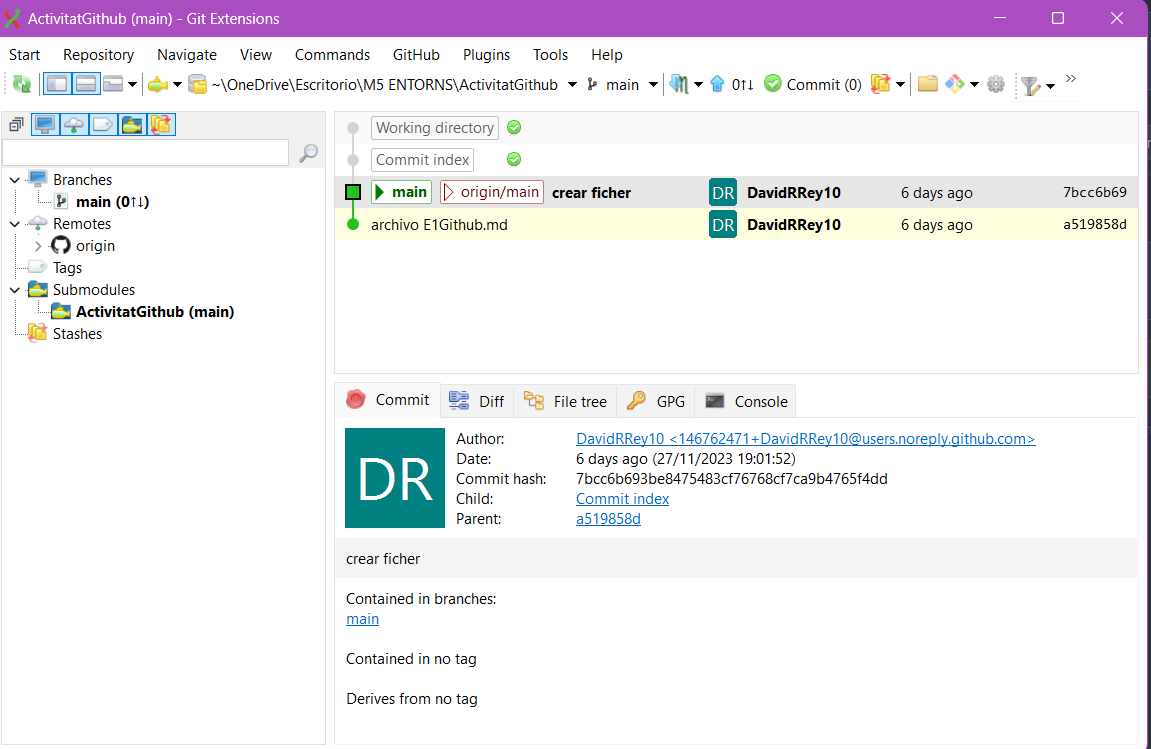 ActivitatGithub (main) - Git Extensions
Start Repository Navigate View Commands GitHub Plugins Tools Help
~\OneDrive\Escritorio\M5 ENTORNS\ActivitatGithub main 0↑↓ Commit (0) »
Working directory
Commit index
Branches
main origin/main crear ficher DR DavidRRey10 6 days ago 7bcc6b69
main (0↑↓)
Remotes
archivo E1Github.md DR DavidRRey10 6 days ago a519858d
origin
Tags
Submodules
ActivitatGithub (main)
Stashes
Commit Diff File tree GPG Console
DR
Author: DavidRRey10 <146762471+DavidRRey10@users.noreply.github.com>
Date: 6 days ago (27/11/2023 19:01:52)
Commit hash: 7bcc6b693be8475483cf76768cf7ca9b4765f4dd
Child: Commit index
Parent: a519858d
crear ficher
Contained in branches:
main
Contained in no tag
Derives from no tag